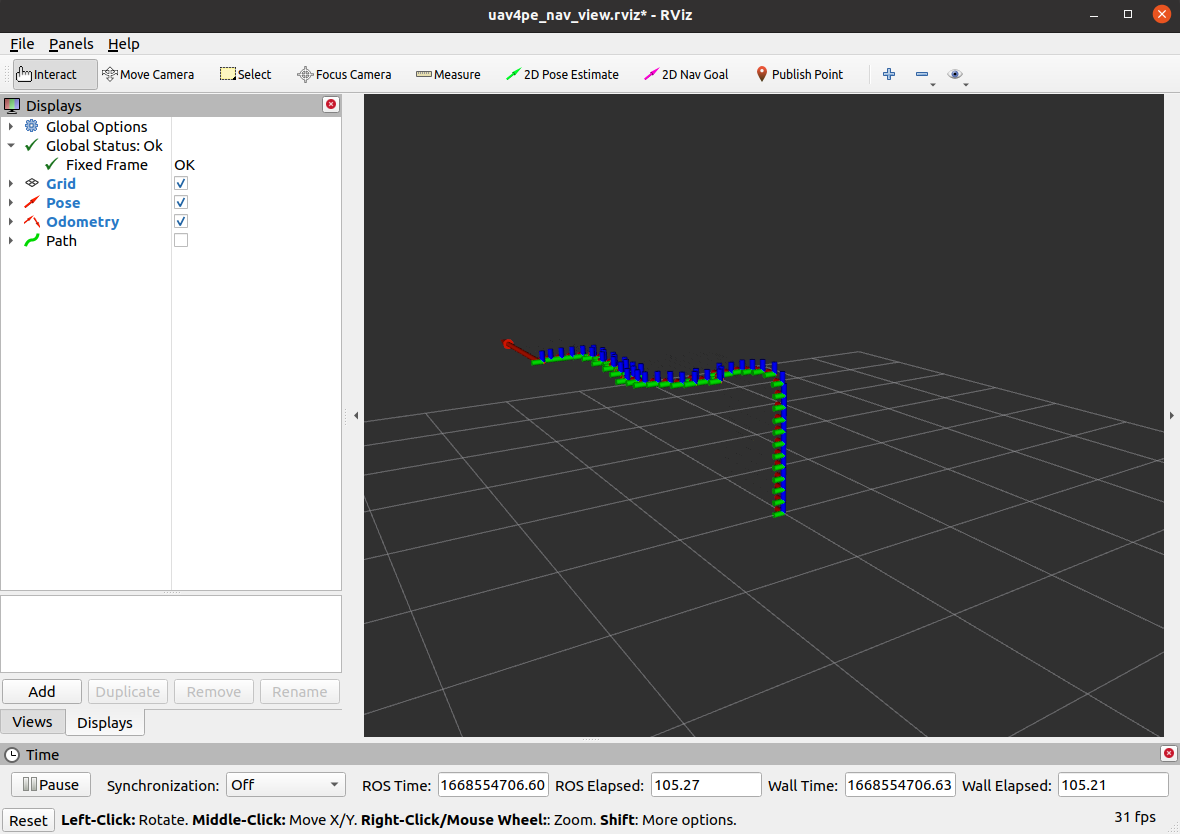 uav4pe_nav_view.rviz* - RViz
File Panels Help
Interact Move Camera Select Focus Camera Measure 2D Pose Estimate 2D Nav Goal Publish Point
Displays
Global Options
Global Status: Ok
Fixed Frame OK
Grid
Pose
Odometry
Path
Add Duplicate Remove Rename
Views Displays
Time
Pause Synchronization: Off ROS Time: 1668554706.60 ROS Elapsed: 105.27 Wall Time: 1668554706.63 Wall Elapsed: 105.21
Reset Left-Click: Rotate. Middle-Click: Move X/Y. Right-Click/Mouse Wheel:: Zoom. Shift: More options. 31 fps